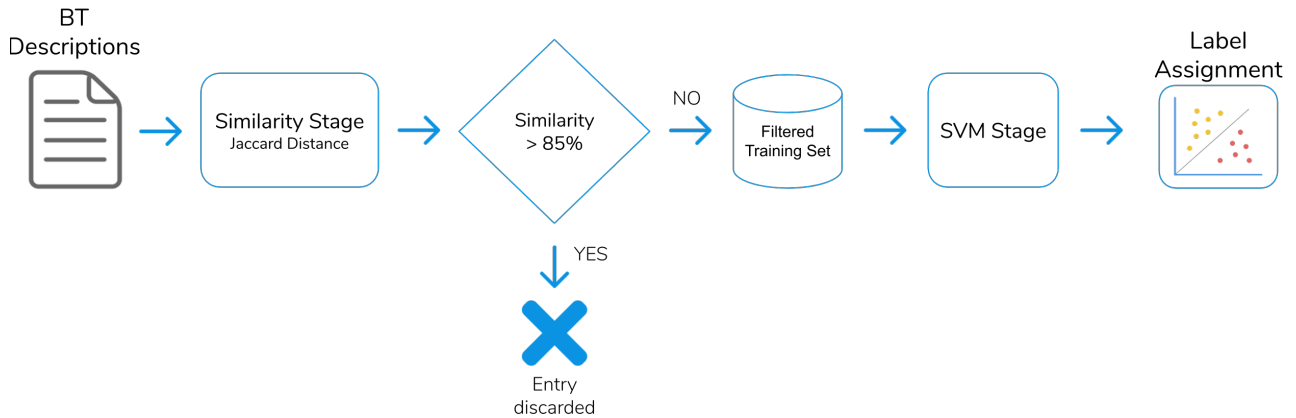 BT
Descriptions
Similarity Stage
Jaccard Distance
Similarity
> 85%
NO
YES
Entry
discarded
Filtered
Training Set
SVM Stage
Label
Assignment